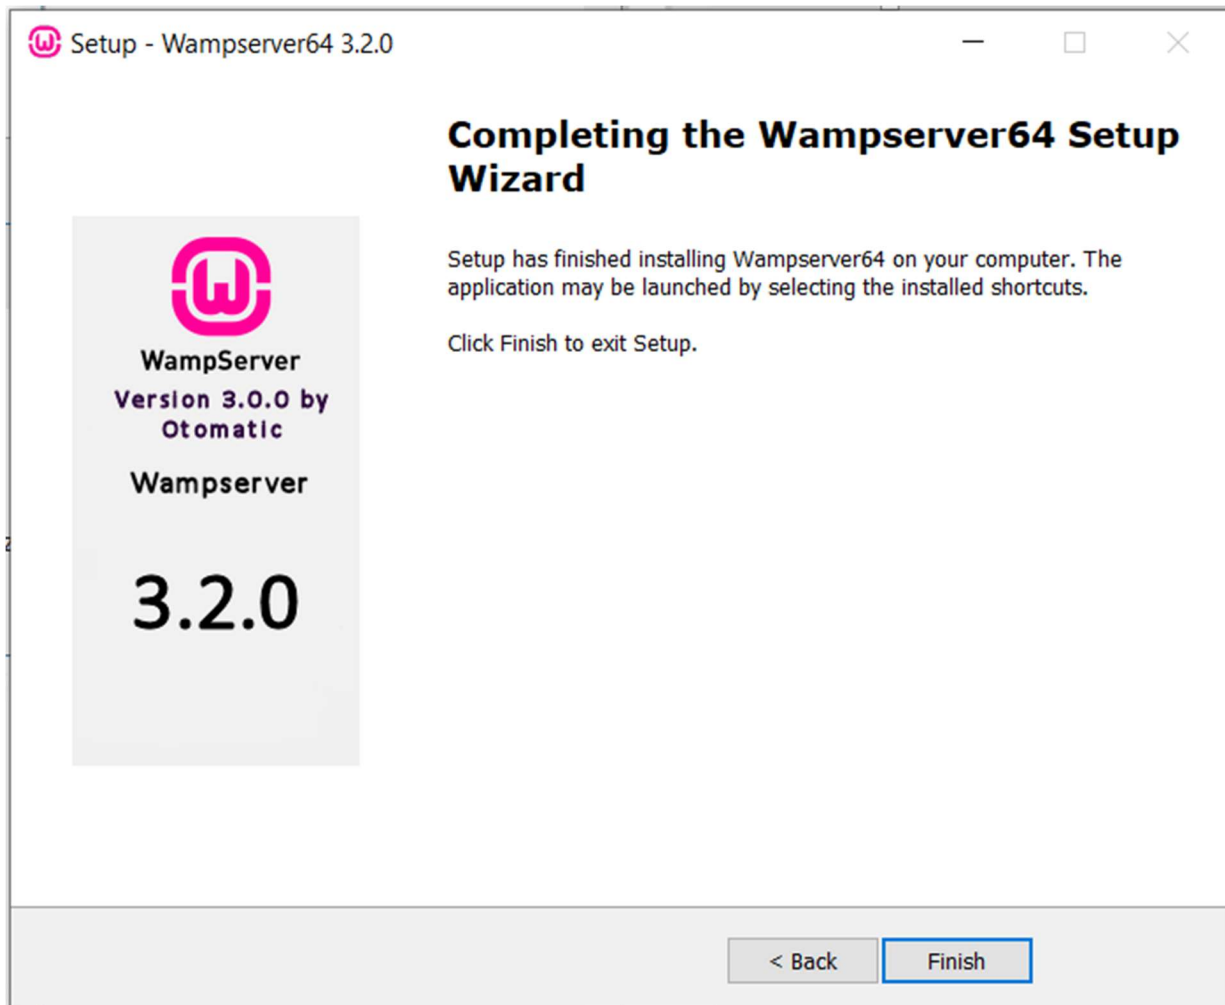 Setup - Wampserver64 3.2.0
Completing the Wampserver64 Setup
Wizard
Setup has finished installing Wampserver64 on your computer. The
application may be launched by selecting the installed shortcuts.
Click Finish to exit Setup.
WampServer
Version 3.0.0 by
Otomatic
Wampserver
3.2.0
< Back
Finish